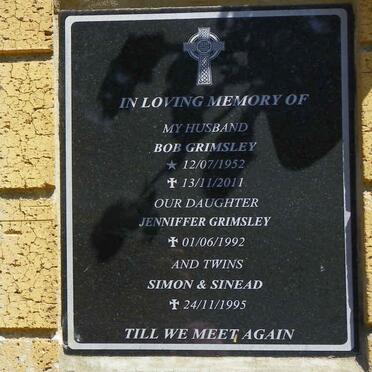 IN LOVING MEMORY OF
MY HUSBAND
BOB GRIMSLEY
★ 12/07/1952
✝ 13/11/2011
OUR DAUGHTER
JENNIFFER GRIMSLEY
✝ 01/06/1992
AND TWINS
SIMON & SINEAD
✝ 24/11/1995
TILL WE MEET AGAIN